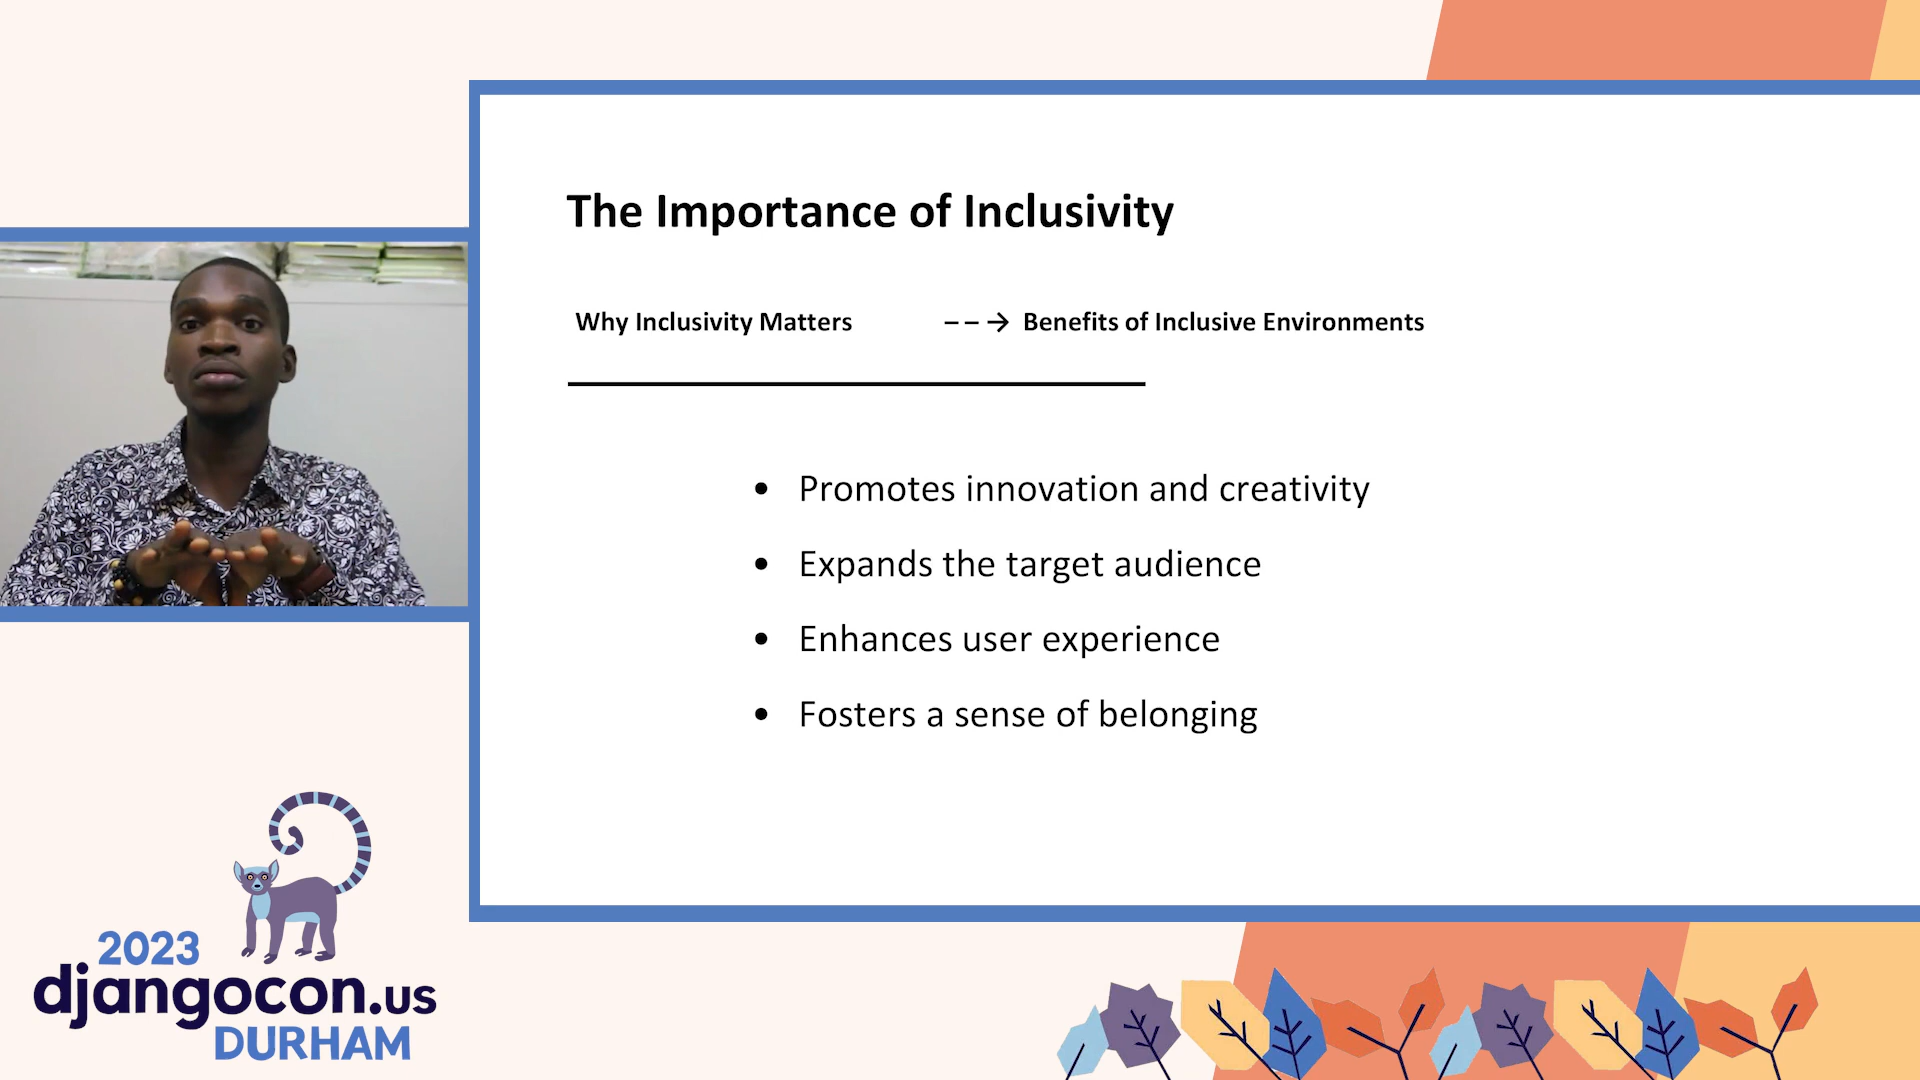 The Importance of Inclusivity
Why Inclusivity Matters – – → Benefits of Inclusive Environments
• Promotes innovation and creativity
• Expands the target audience
• Enhances user experience
• Fosters a sense of belonging
2023
djangocon.us
DURHAM